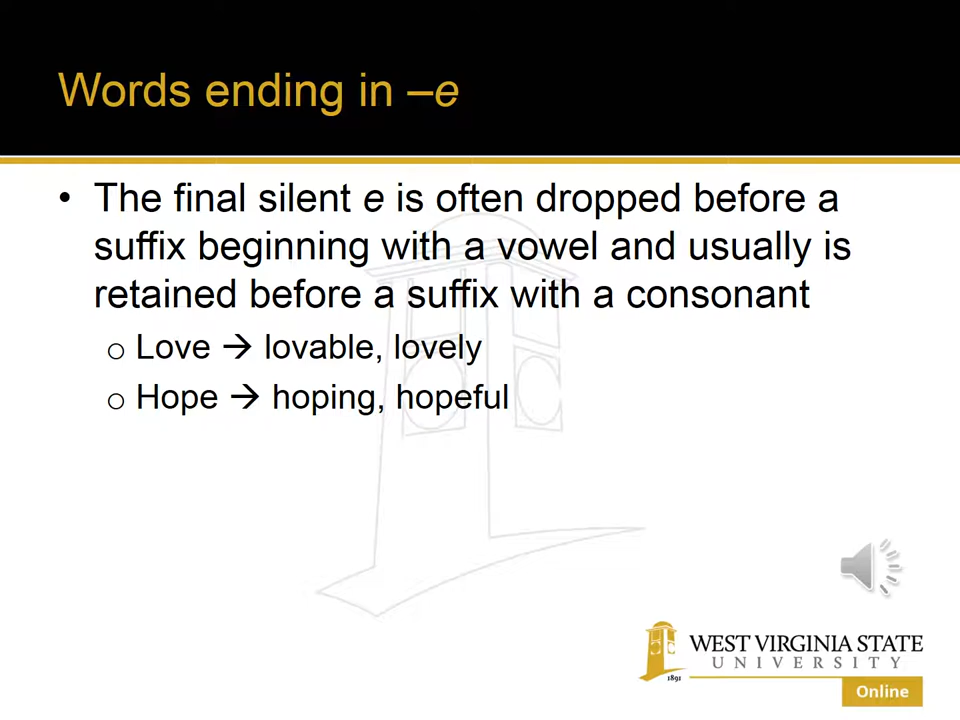 Words ending in –e
• The final silent e is often dropped before a
suffix beginning with a vowel and usually is
retained before a suffix with a consonant
o Love → lovable, lovely
o Hope → hoping, hopeful
WEST VIRGINIA STATE
UNIVERSITY
1891
Online